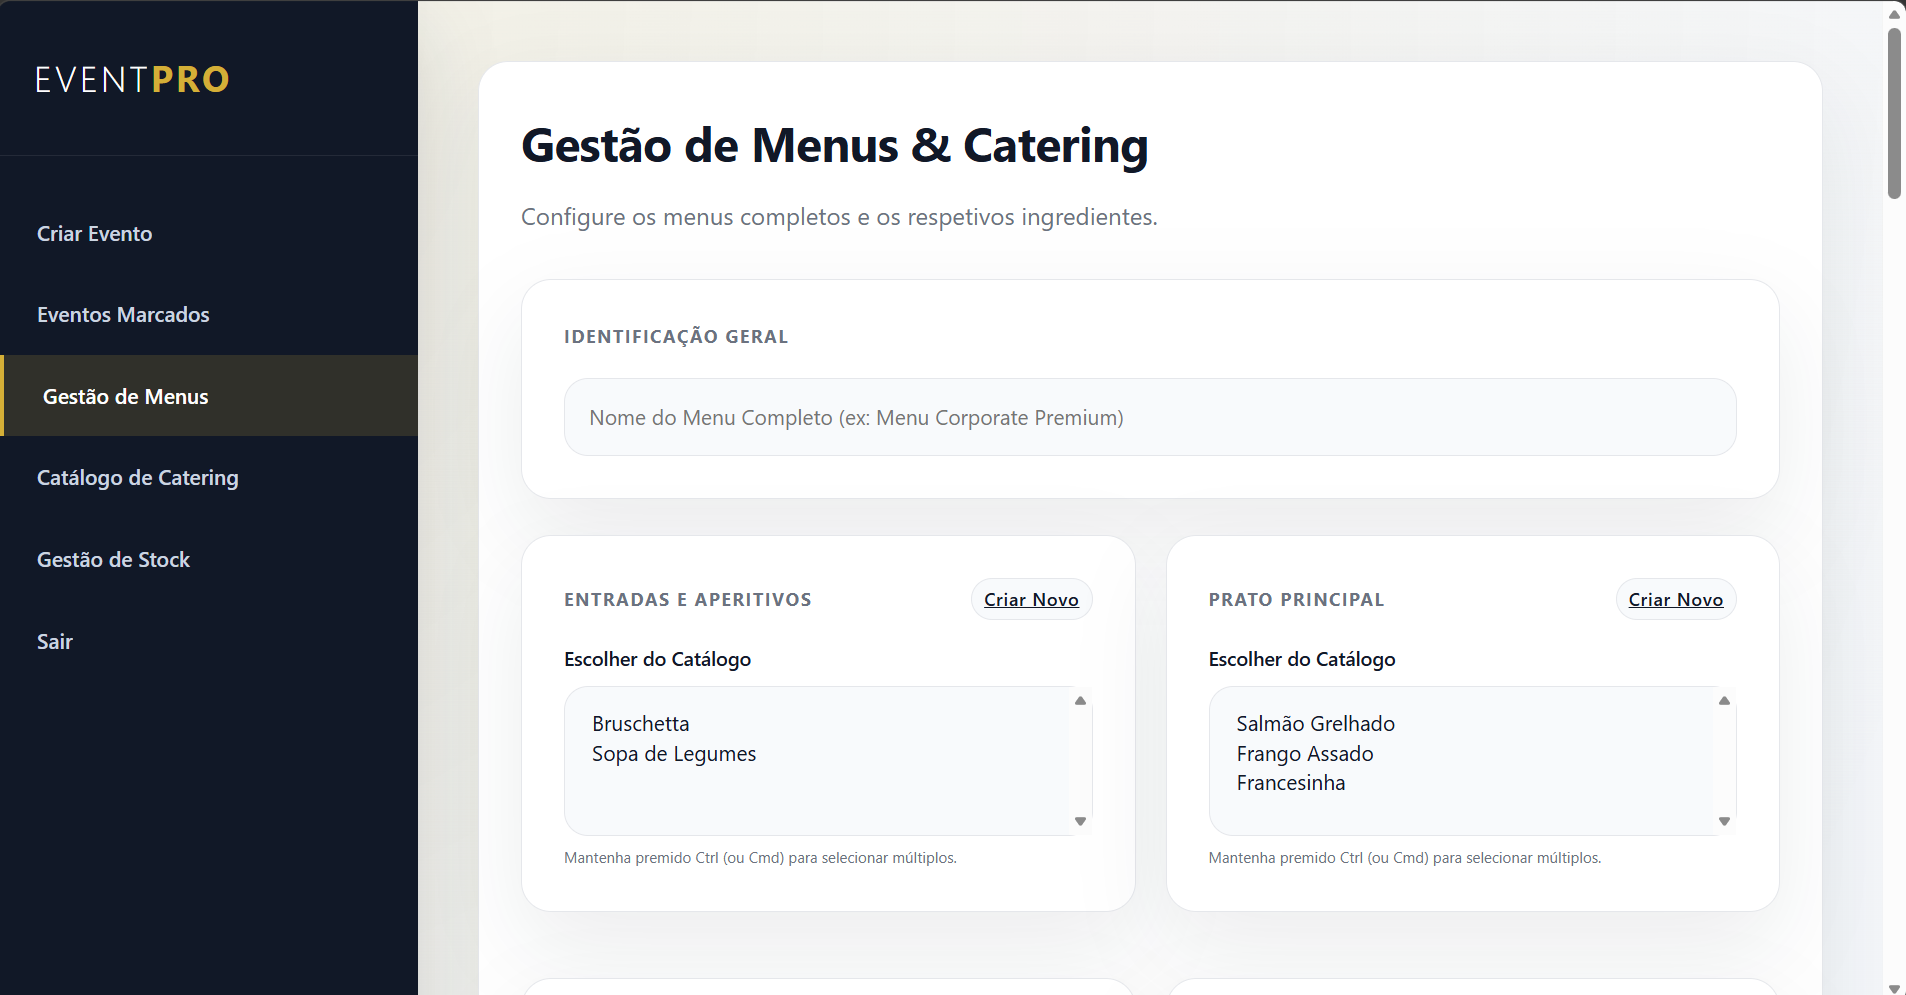 EVENTPRO
Criar Evento
Eventos Marcados
Gestão de Menus
Catálogo de Catering
Gestão de Stock
Sair
Gestão de Menus & Catering
Configure os menus completos e os respetivos ingredientes.
IDENTIFICAÇÃO GERAL
Nome do Menu Completo (ex: Menu Corporate Premium)
ENTRADAS E APERITIVOS
Criar Novo
Escolher do Catálogo
Bruschetta
Sopa de Legumes
Mantenha premido Ctrl (ou Cmd) para selecionar múltiplos.
PRATO PRINCIPAL
Criar Novo
Escolher do Catálogo
Salmão Grelhado
Frango Assado
Francesinha
Mantenha premido Ctrl (ou Cmd) para selecionar múltiplos.